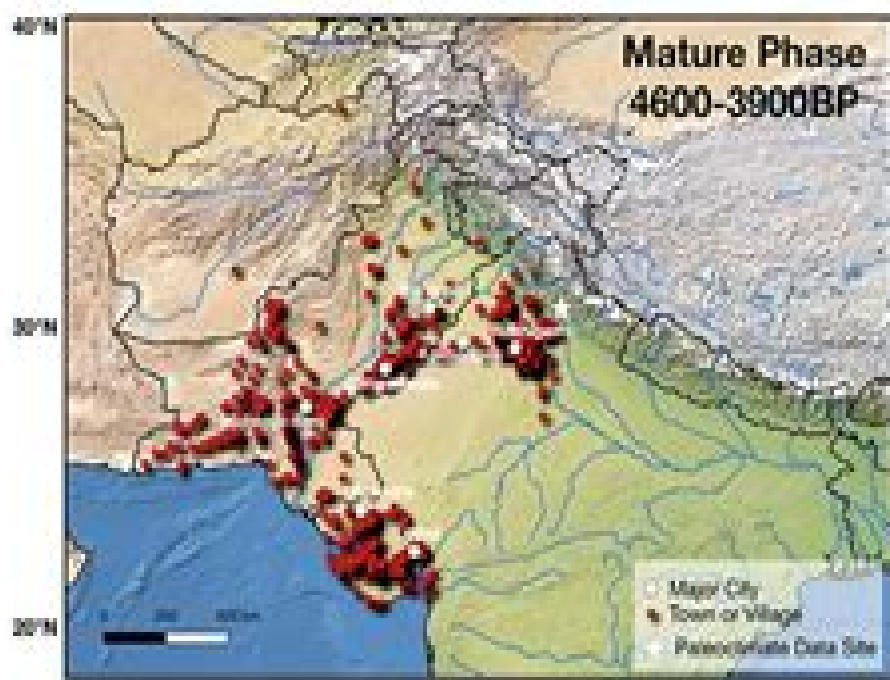 40°N
Mature Phase
4600-3900BP
30°N
Major City
Town or Village
20°N
Paleoclimate Data Site